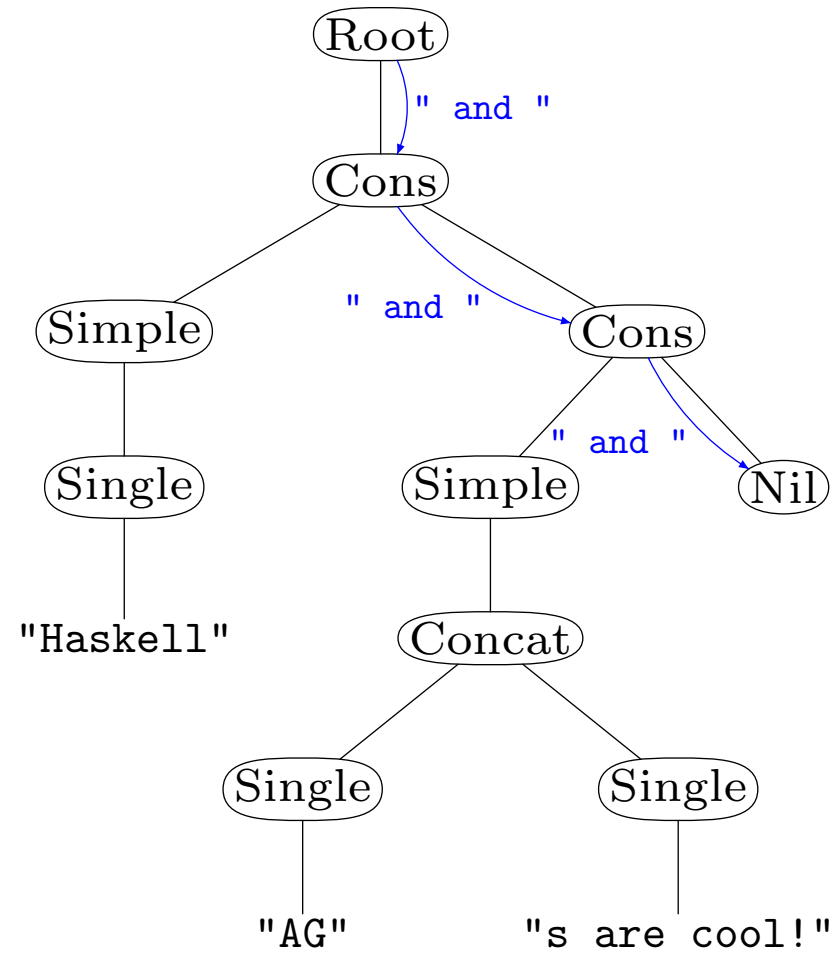 Root
" and "
Cons
" and "
Simple
Cons
" and "
Single
Simple
Nil
"Haskell"
Concat
Single
Single
"AG"
"s are cool!"